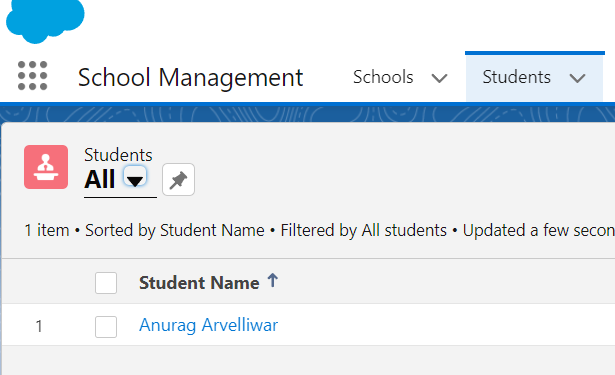 School Management Schools Students
Students
All
1 item • Sorted by Student Name • Filtered by All students • Updated a few secon
Student Name
1 Anurag Arvelliwar